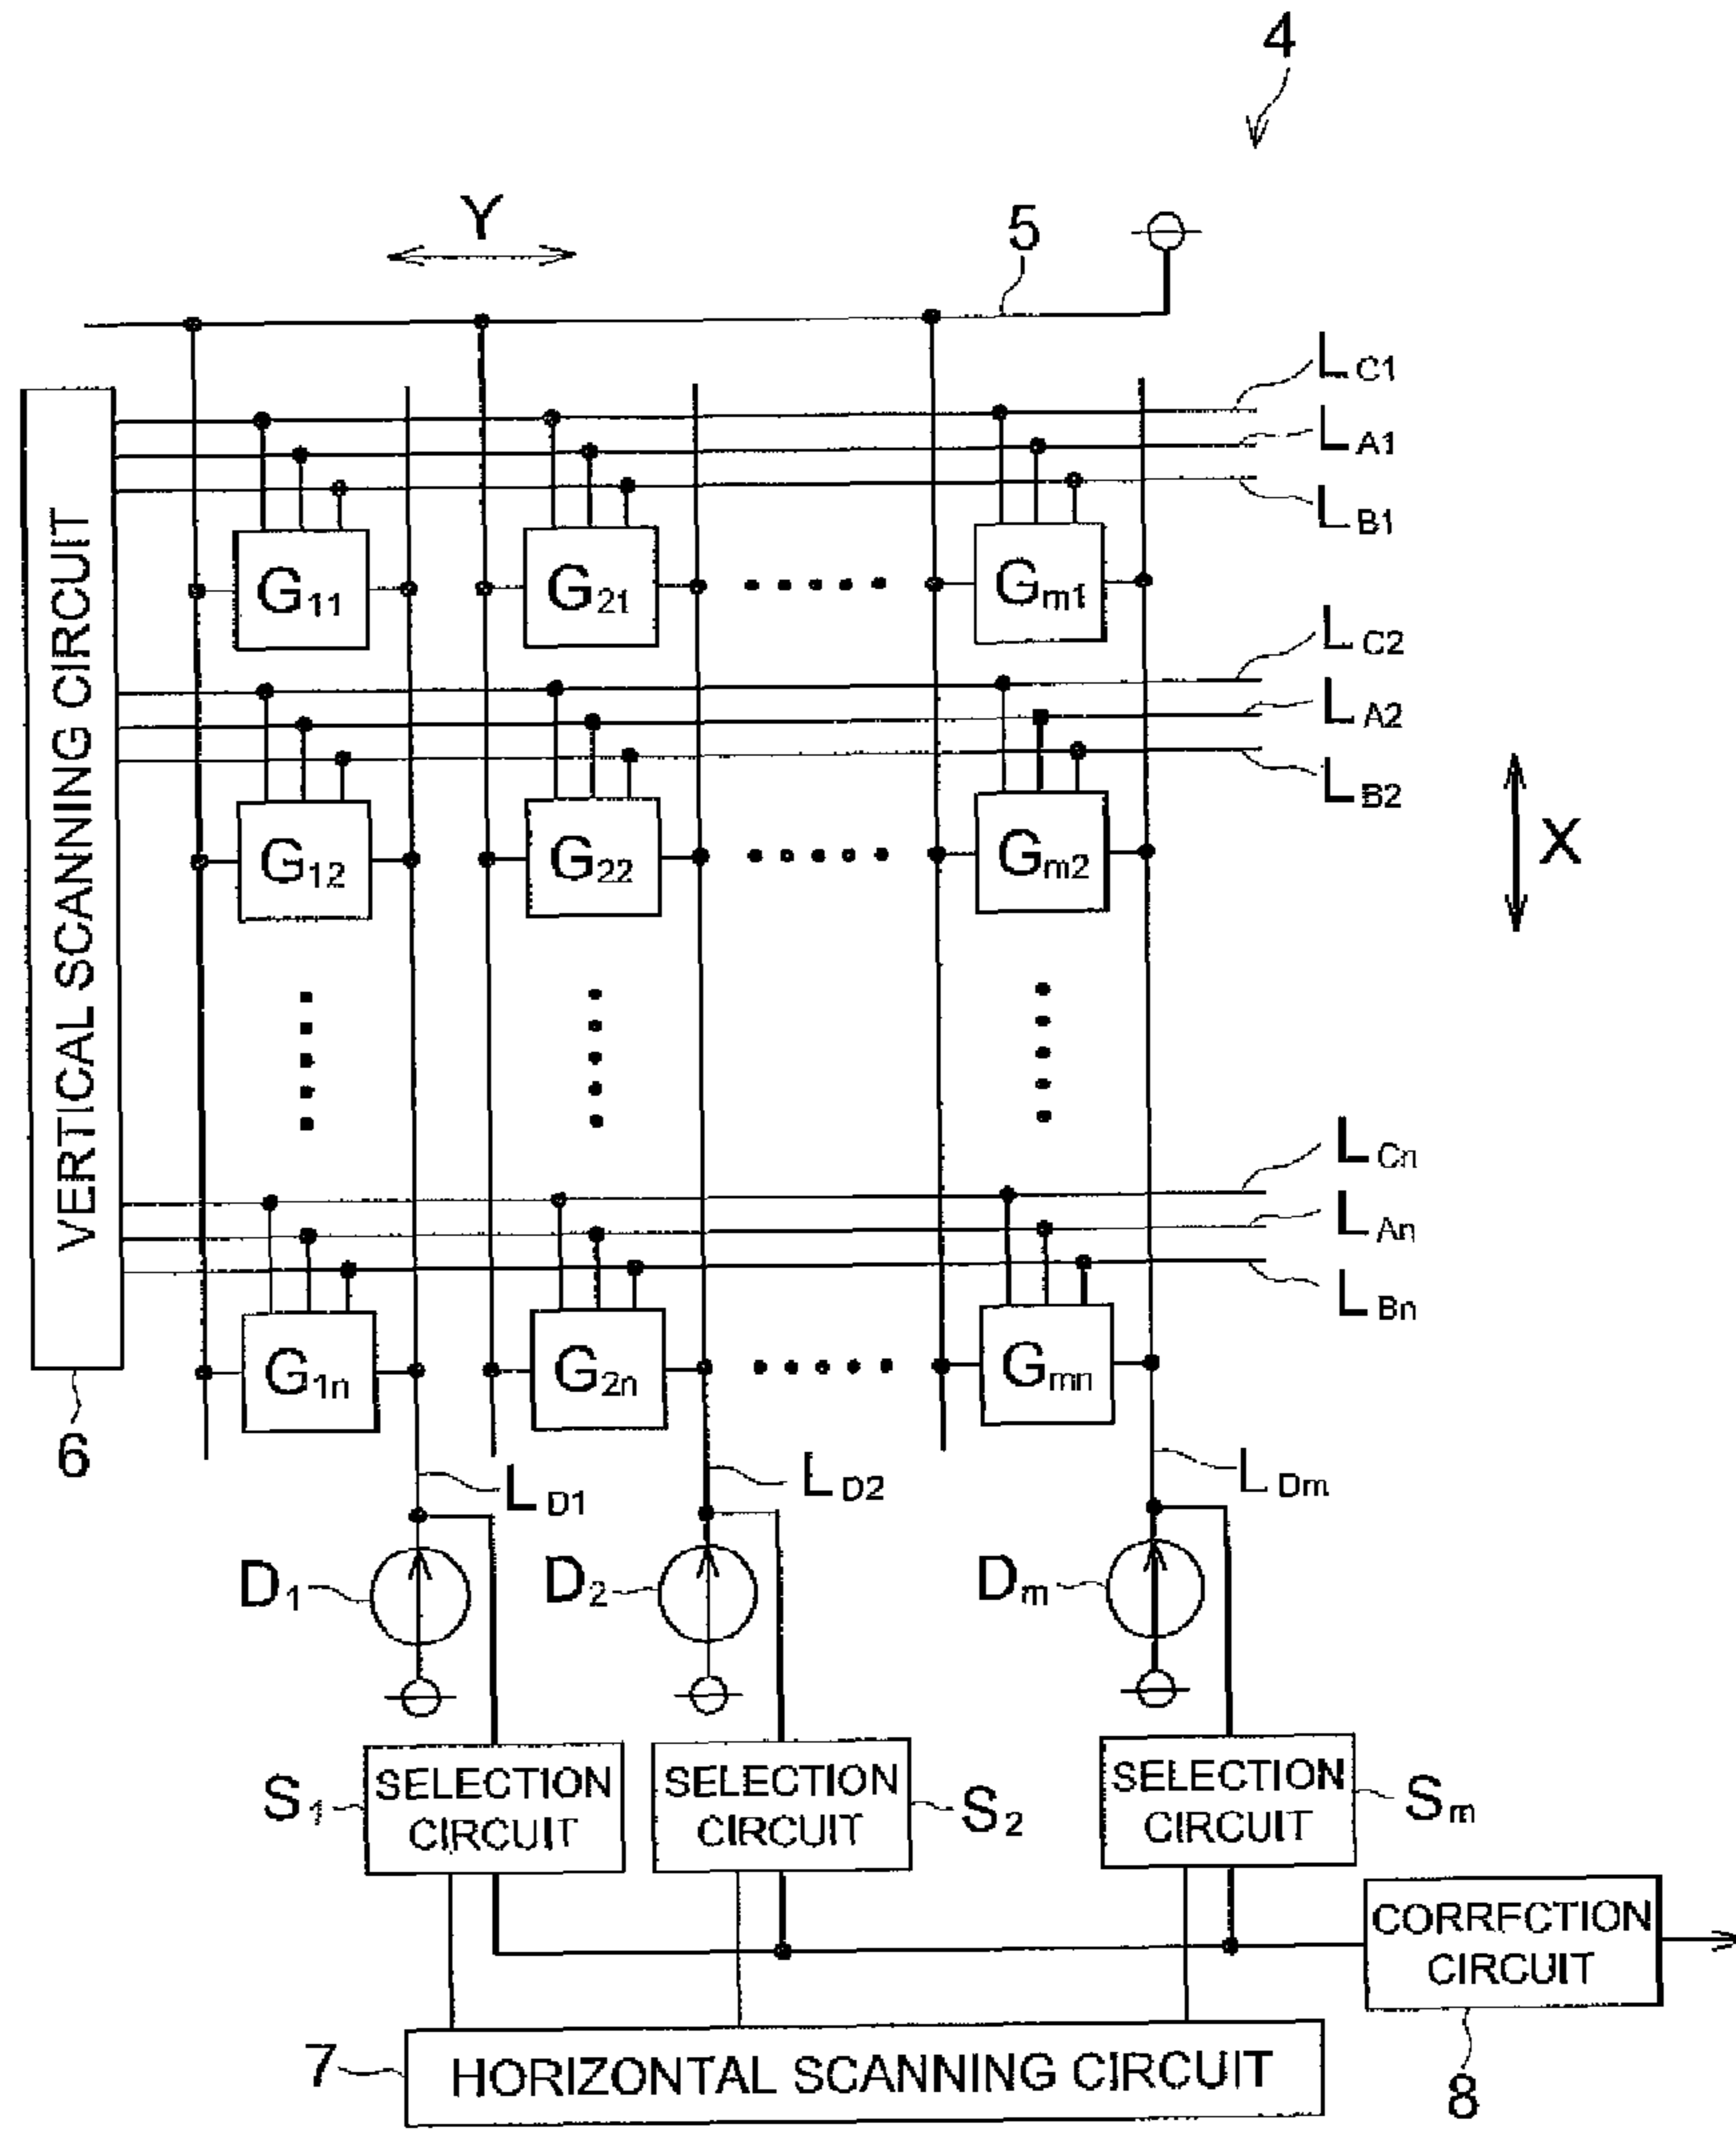 4
Y
5
L C1
L A1
L B1
G11
G21
Gm1
L C2
L A2
L B2
G12
G22
Gm2
X
VERTICAL SCANNING CIRCUIT
L Cn
L An
L Bn
G1n
G2n
Gmn
6
L D1
L D2
L Dm
D1
D2
Dm
S1
SELECTION
CIRCUIT
SELECTION
CIRCUIT
S2
SELECTION
CIRCUIT
Sm
CORRECTION
CIRCUIT
7
HORIZONTAL SCANNING CIRCUIT
8